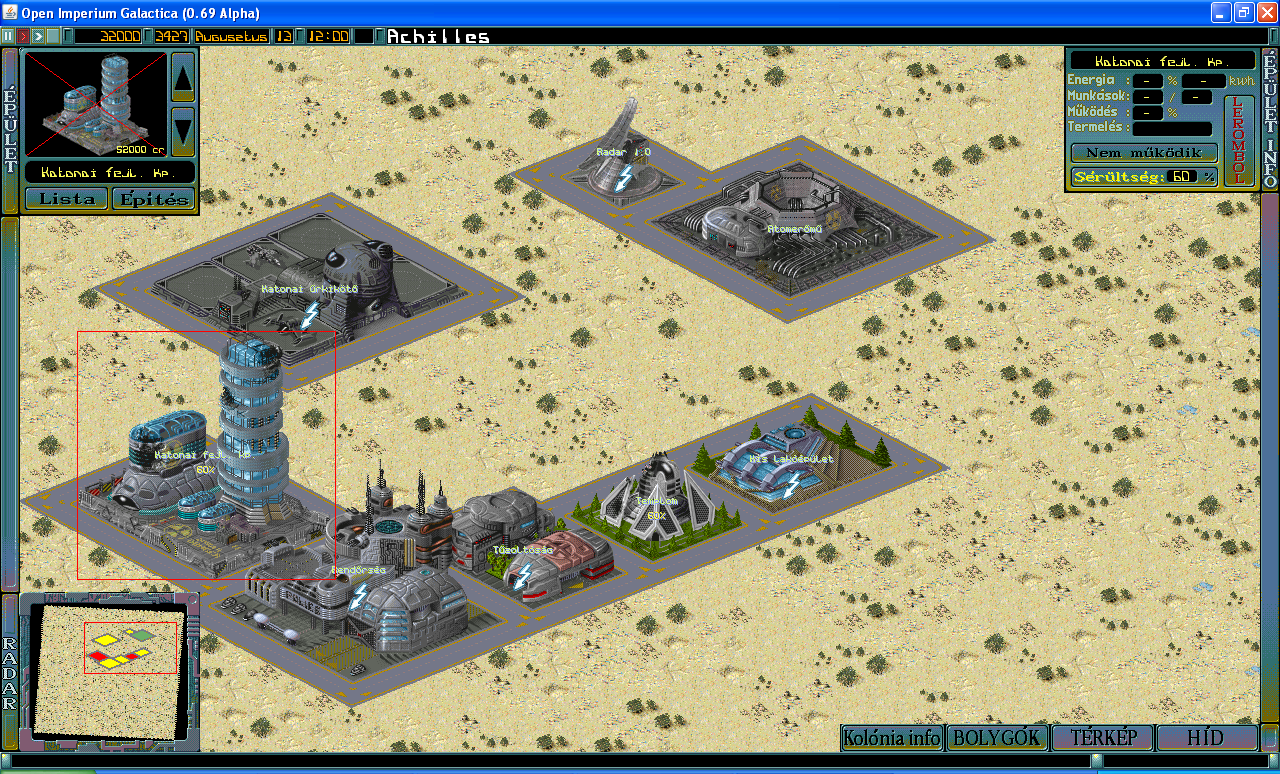 Open Imperium Galactica (0.69 Alpha)
32000 3427 Augusztus 13 12:00 Achilles
ÉPÜLET
52000 cr
Katonai fejl. Kp.
Lista Építés
Katonai fejl. Kp.
Energia : - % - kwh
Munkások: - / -
Működés : - %
Termelés :
Nem működik
Sérültség: 60 %
LEROMBOL
ÉPÜLET INFO
Radar 1.0
Atomerőmű
Katonai űrkikötő
Katonai fejl. Kp.
60%
Kis Lakóépület
Templom
60%
Tűzoltóság
Rendőrség
POLICE
RADAR
Kolónia info BOLYGÓK TÉRKÉP HÍD